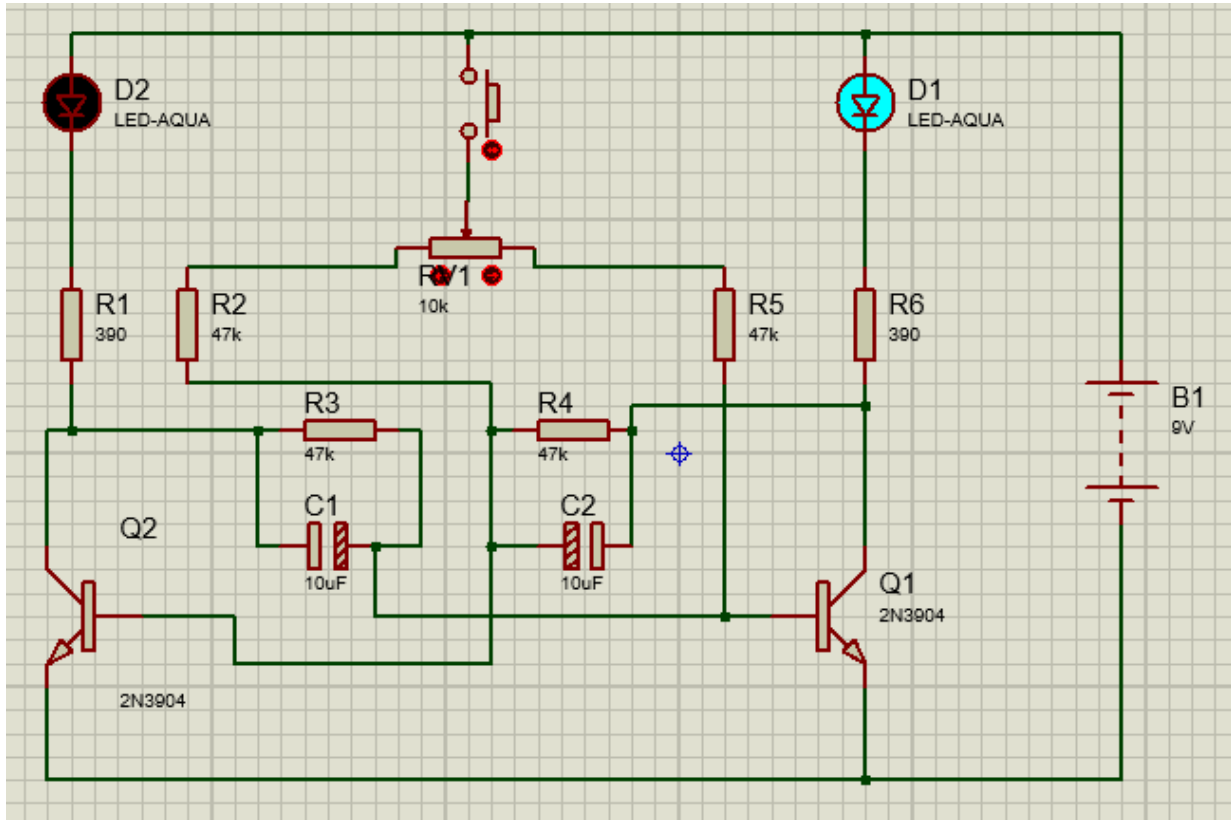 D2
LED-AQUA
D1
LED-AQUA
RV1
10k
R1
390
R2
47k
R5
47k
R6
390
B1
9V
R3
47k
R4
47k
C1
10uF
C2
10uF
Q2
2N3904
Q1
2N3904